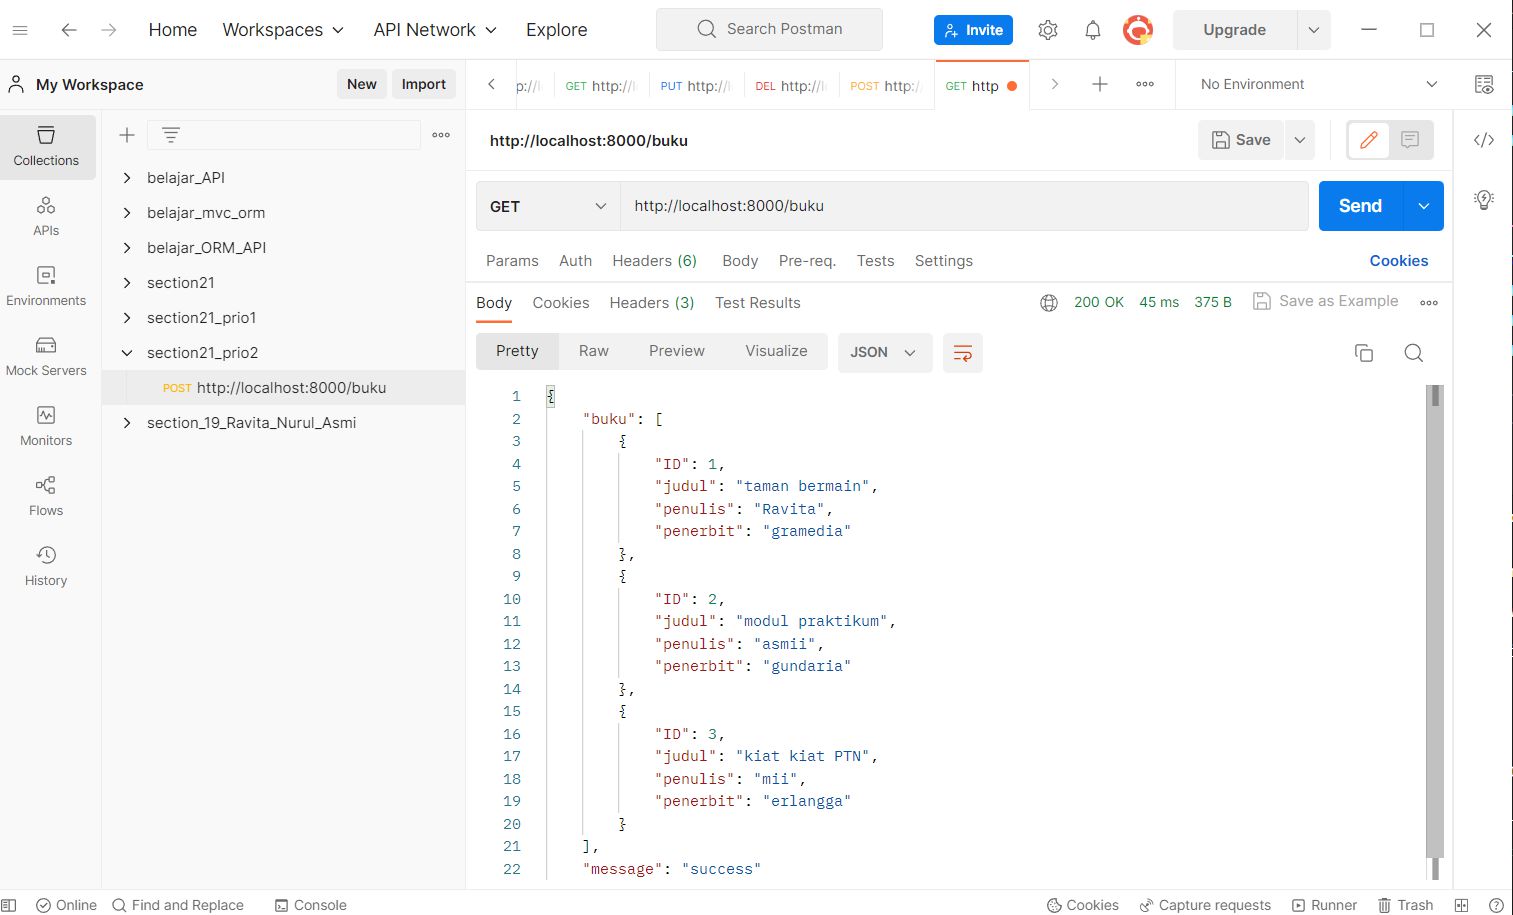 Home Workspaces API Network Explore Search Postman Invite Upgrade
My Workspace New Import
GET http://l PUT http://l DEL http://l POST http:/ GET http No Environment
Collections
APIs
Environments
Mock Servers
Monitors
Flows
History
belajar_API
belajar_mvc_orm
belajar_ORM_API
section21
section21_prio1
section21_prio2
POST http://localhost:8000/buku
section_19_Ravita_Nurul_Asmi
http://localhost:8000/buku Save
GET http://localhost:8000/buku Send
Params Auth Headers (6) Body Pre-req. Tests Settings Cookies
Body Cookies Headers (3) Test Results 200 OK 45 ms 375 B Save as Example
Pretty Raw Preview Visualize JSON
1 {
2 "buku": [
3 {
4 "ID": 1,
5 "judul": "taman bermain",
6 "penulis": "Ravita",
7 "penerbit": "gramedia"
8 },
9 {
10 "ID": 2,
11 "judul": "modul praktikum",
12 "penulis": "asmii",
13 "penerbit": "gundaria"
14 },
15 {
16 "ID": 3,
17 "judul": "kiat kiat PTN",
18 "penulis": "mii",
19 "penerbit": "erlangga"
20 }
21 ],
22 "message": "success"
Online Find and Replace Console Cookies Capture requests Runner Trash